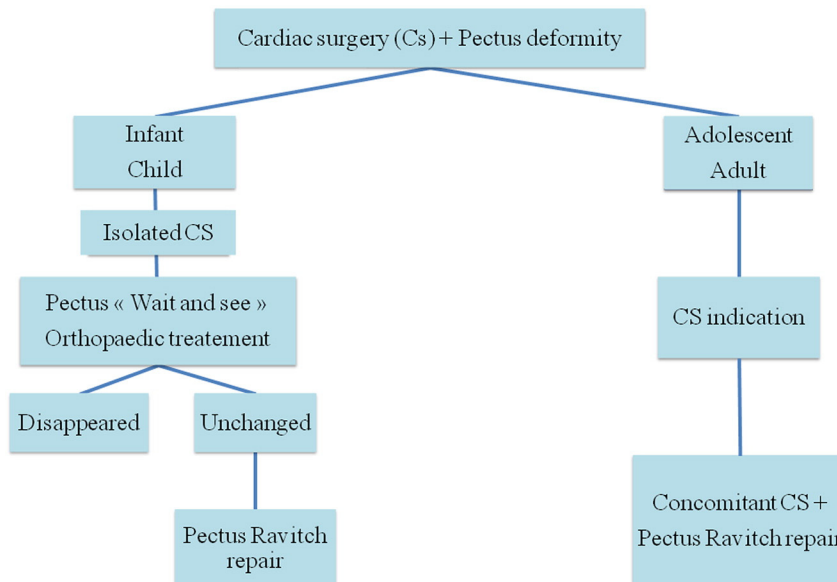 Cardiac surgery (Cs) + Pectus deformity
Infant
Child
Adolescent
Adult
Isolated CS
Pectus « Wait and see »
Orthopaedic treatement
CS indication
Disappeared
Unchanged
Pectus Ravitch
repair
Concomitant CS +
Pectus Ravitch repair